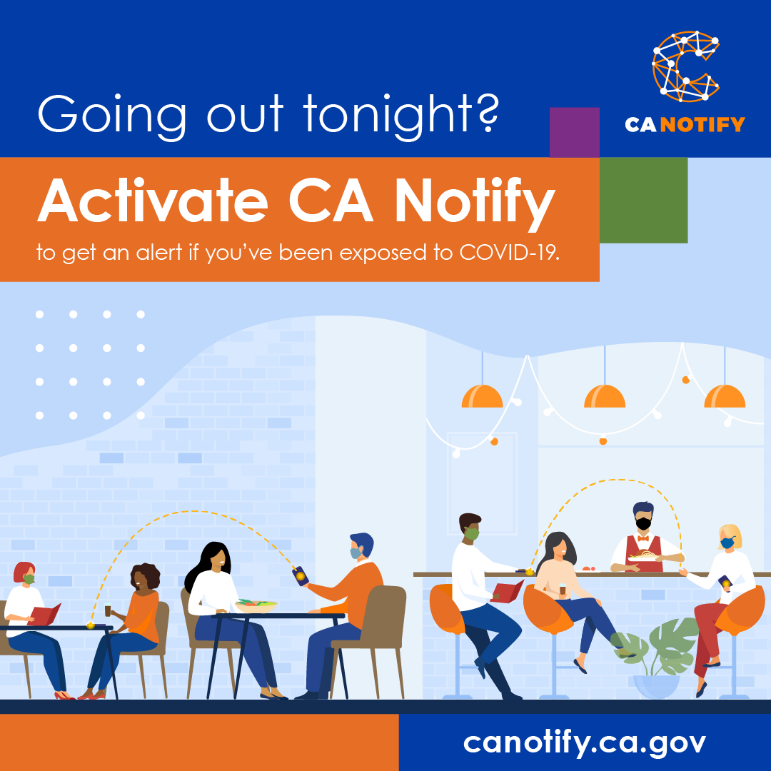 CA NOTIFY
Going out tonight?
Activate CA Notify
to get an alert if you've been exposed to COVID-19.
canotify.ca.gov